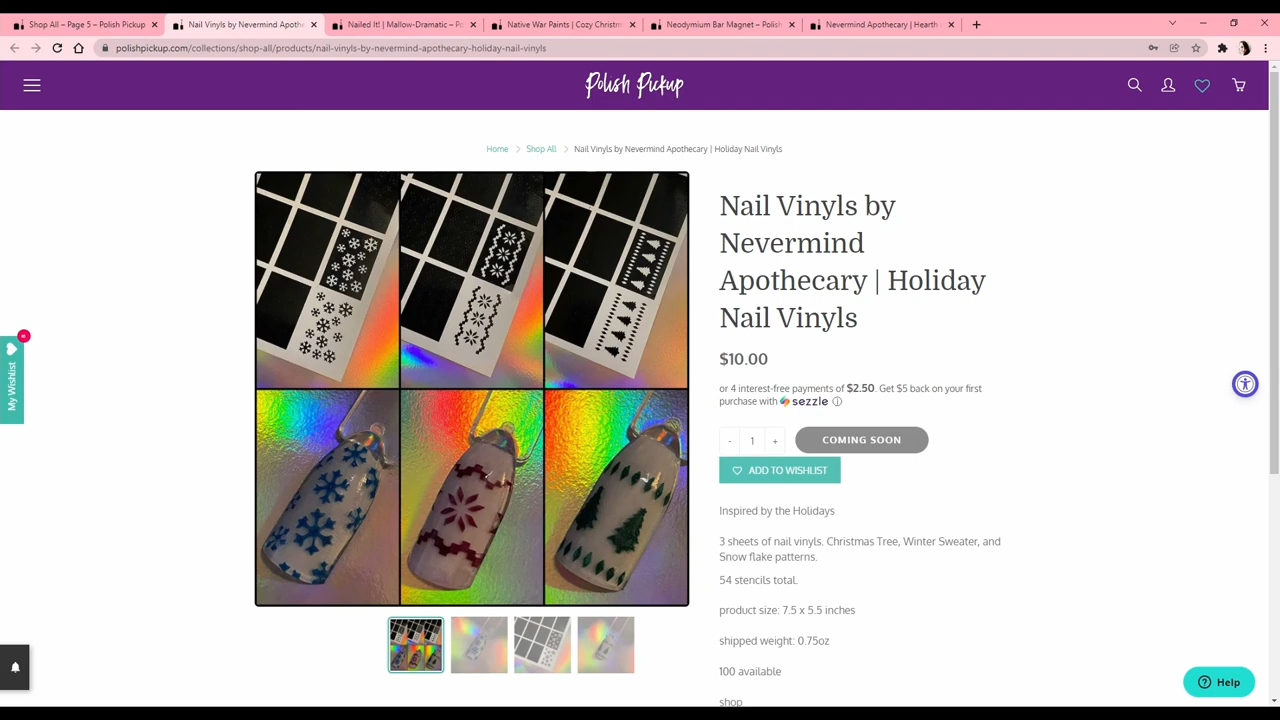 Shop All – Page 5 – Polish Pickup
Nail Vinyls by Nevermind Apothe
Nailed It! | Mallow-Dramatic – Po
Native War Paints | Cozy Christm
Neodymium Bar Magnet – Polish
Nevermind Apothecary | Hearth
polishpickup.com/collections/shop-all/products/nail-vinyls-by-nevermind-apothecary-holiday-nail-vinyls
Polish Pickup
Home
Shop All
Nail Vinyls by Nevermind Apothecary | Holiday Nail Vinyls
Nail Vinyls by
Nevermind
Apothecary | Holiday
Nail Vinyls
$10.00
or 4 interest-free payments of $2.50. Get $5 back on your first
purchase with sezzle
- 1 +
COMING SOON
ADD TO WISHLIST
Inspired by the Holidays
3 sheets of nail vinyls. Christmas Tree, Winter Sweater, and
Snow flake patterns.
54 stencils total.
product size: 7.5 x 5.5 inches
shipped weight: 0.75oz
100 available
shop
My Wishlist
Help